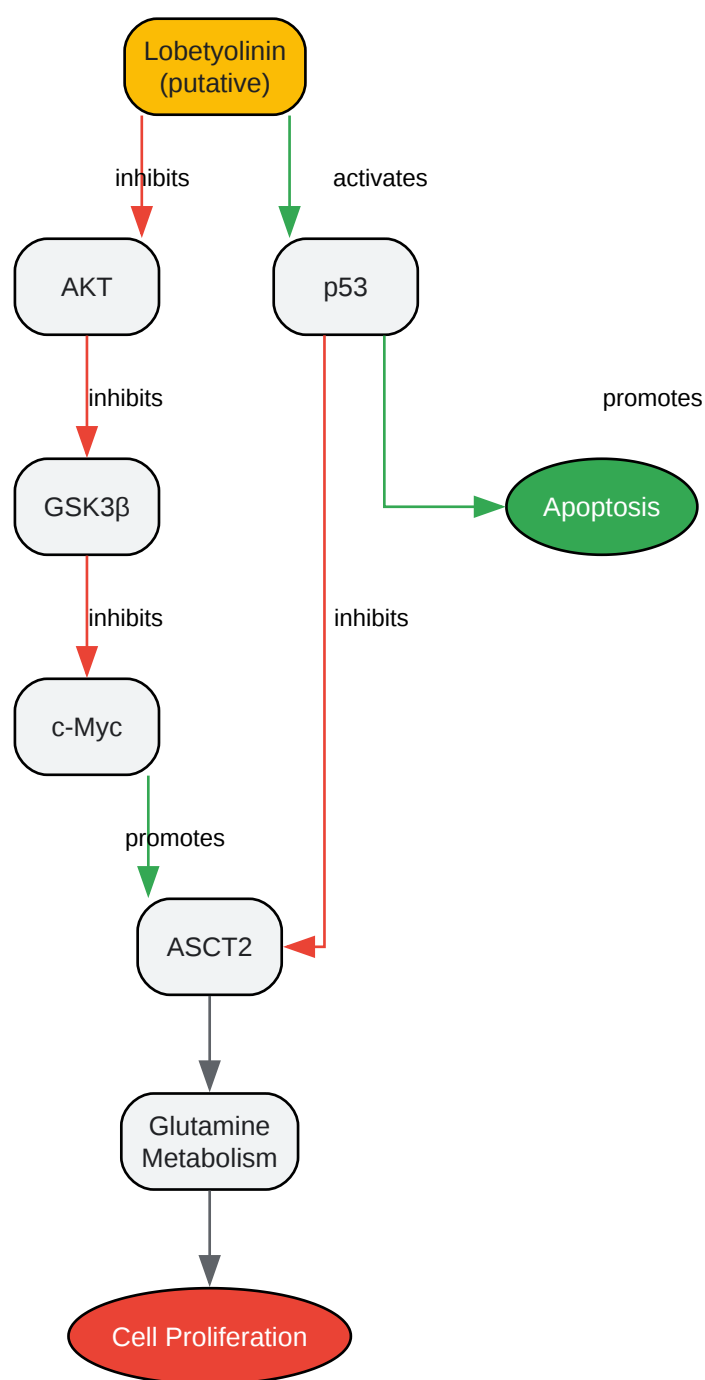 Lobetyolinin
(putative)
inhibits
activates
AKT
p53
inhibits
promotes
GSK3β
Apoptosis
inhibits
inhibits
c-Myc
promotes
ASCT2
Glutamine
Metabolism
Cell Proliferation